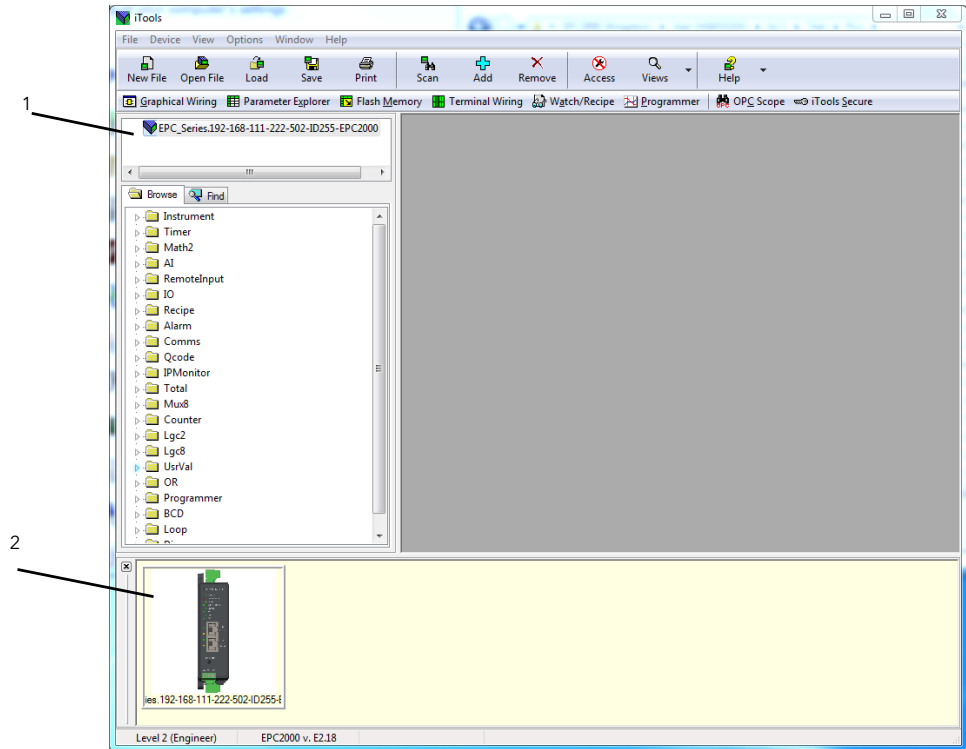 iTools
File Device View Options Window Help
New File Open File Load Save Print Scan Add Remove Access Views Help
Graphical Wiring Parameter Explorer Flash Memory Terminal Wiring Watch/Recipe Programmer OPC Scope iTools Secure
1
EPC_Series.192-168-111-222-502-ID255-EPC2000
Browse Find
Instrument
Timer
Math2
AI
RemoteInput
IO
Recipe
Alarm
Comms
Qcode
IPMonitor
Total
Mux8
Counter
Lgc2
Lgc8
UsrVal
OR
Programmer
BCD
Loop
2
ies.192-168-111-222-502-ID255-E
Level 2 (Engineer) EPC2000 v. E2.18